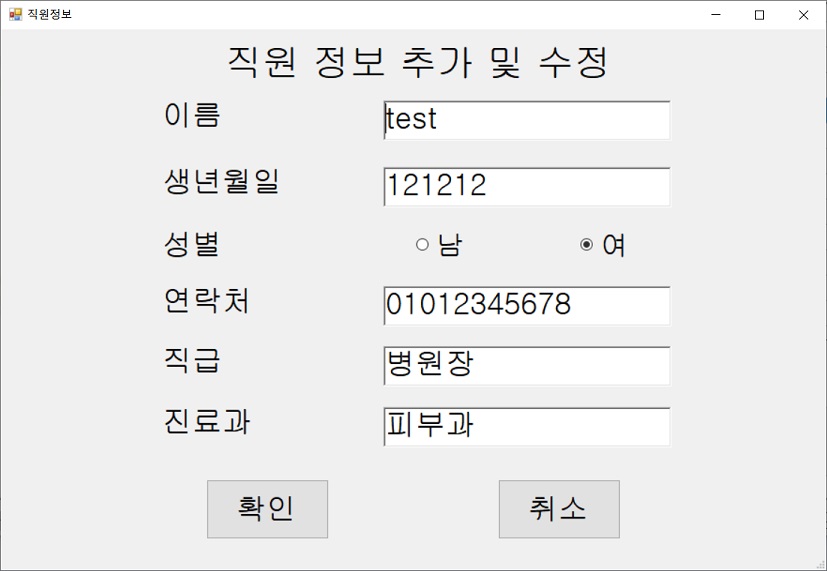 직원정보
직원 정보 추가 및 수정
이름 test
생년월일 121212
성별 남 여
연락처 01012345678
직급 병원장
진료과 피부과
확인 취소